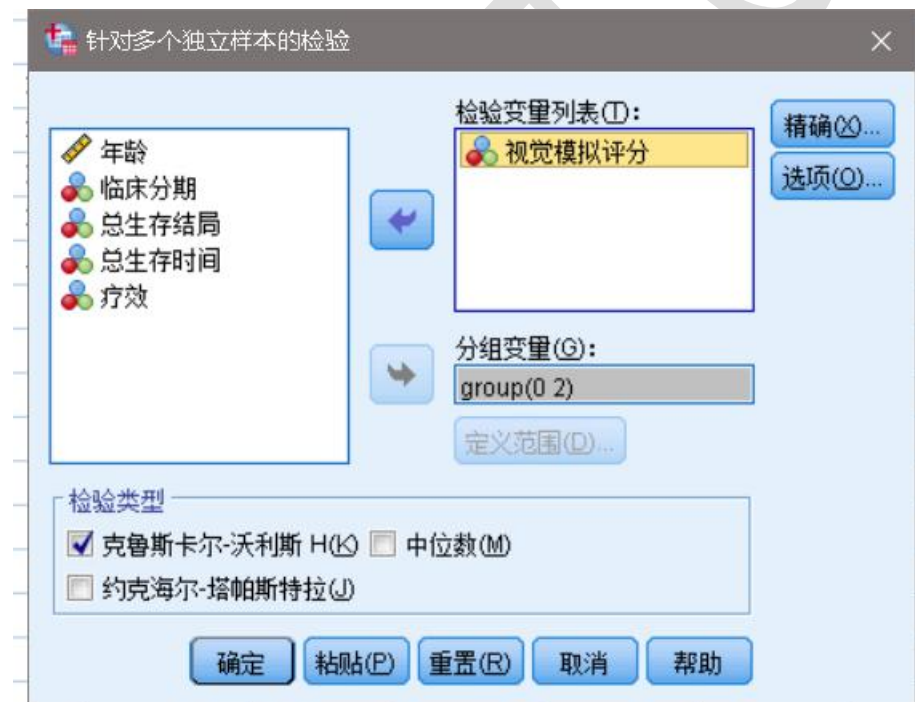 针对多个独立样本的检验
检验变量列表(T)：
年龄
临床分期
总生存结局
总生存时间
疗效
视觉模拟评分
精确(X)...
选项(O)...
分组变量(G)：
group(0 2)
定义范围(D)...
检验类型
克鲁斯卡尔-沃利斯 H(K) 中位数(M)
约克海尔-塔帕斯特拉(J)
确定 粘贴(P) 重置(R) 取消 帮助